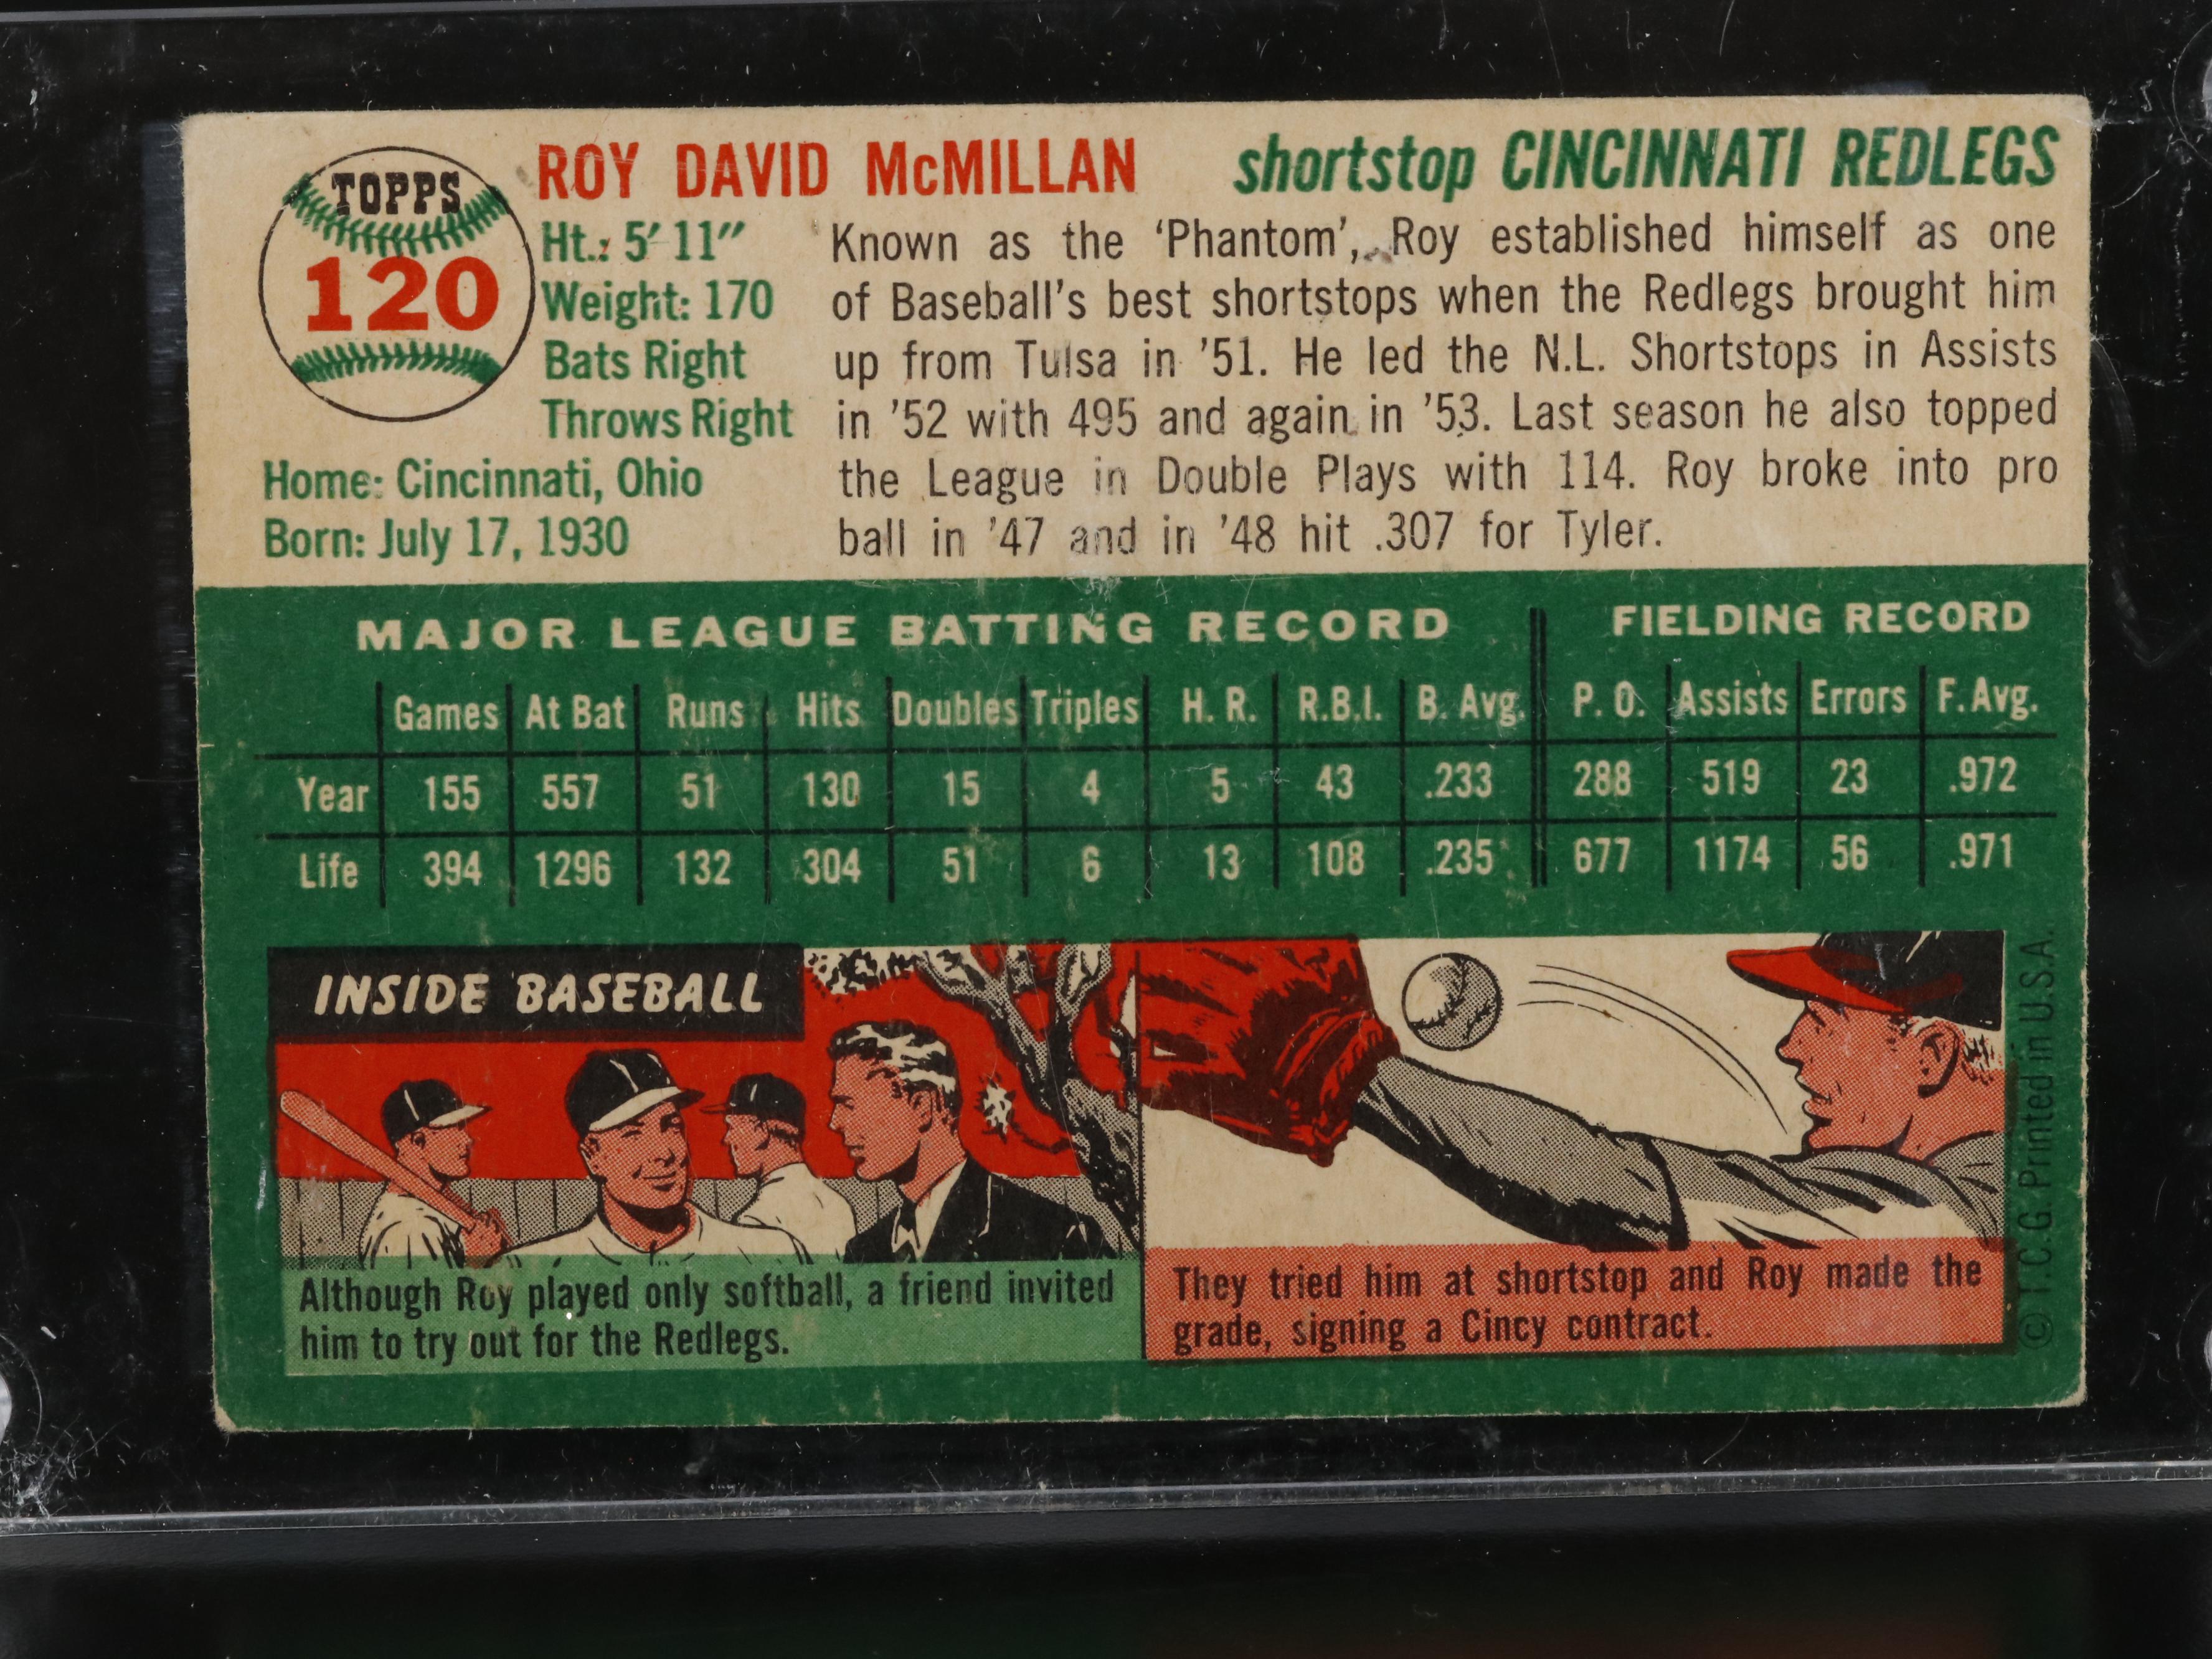 TOPPS
120
ROY DAVID McMILLAN
shortstop CINCINNATI REDLEGS
Ht.: 5' 11"
Weight: 170
Bats Right
Throws Right
Home: Cincinnati, Ohio
Born: July 17, 1930
Known as the 'Phantom', Roy established himself as one
of Baseball's best shortstops when the Redlegs brought him
up from Tulsa in '51. He led the N.L. Shortstops in Assists
in '52 with 495 and again in '53. Last season he also topped
the League in Double Plays with 114. Roy broke into pro
ball in '47 and in '48 hit .307 for Tyler.
MAJOR LEAGUE BATTING RECORD FIELDING RECORD
Games At Bat Runs Hits Doubles Triples H. R. R.B.I. B. Avg. P. O. Assists Errors F. Avg.
Year 155 557 51 130 15 4 5 43 .233 288 519 23 .972
Life 394 1296 132 304 51 6 13 108 .235 677 1174 56 .971
INSIDE BASEBALL
Although Roy played only softball, a friend invited
him to try out for the Redlegs.
They tried him at shortstop and Roy made the
grade, signing a Cincy contract.
© T.C.G. Printed in U.S.A.